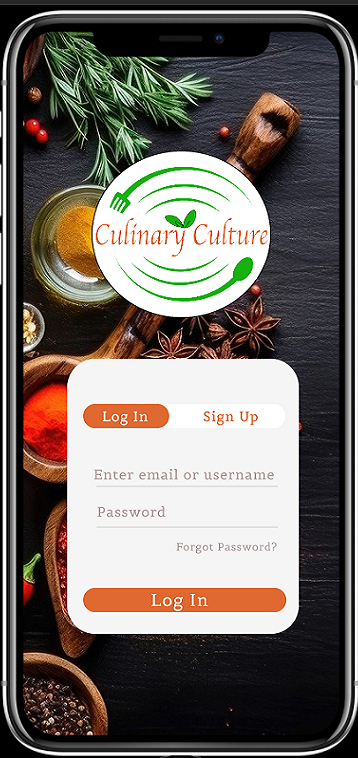 Culinary Culture
Log In Sign Up
Enter email or username
Password
Forgot Password?
Log In